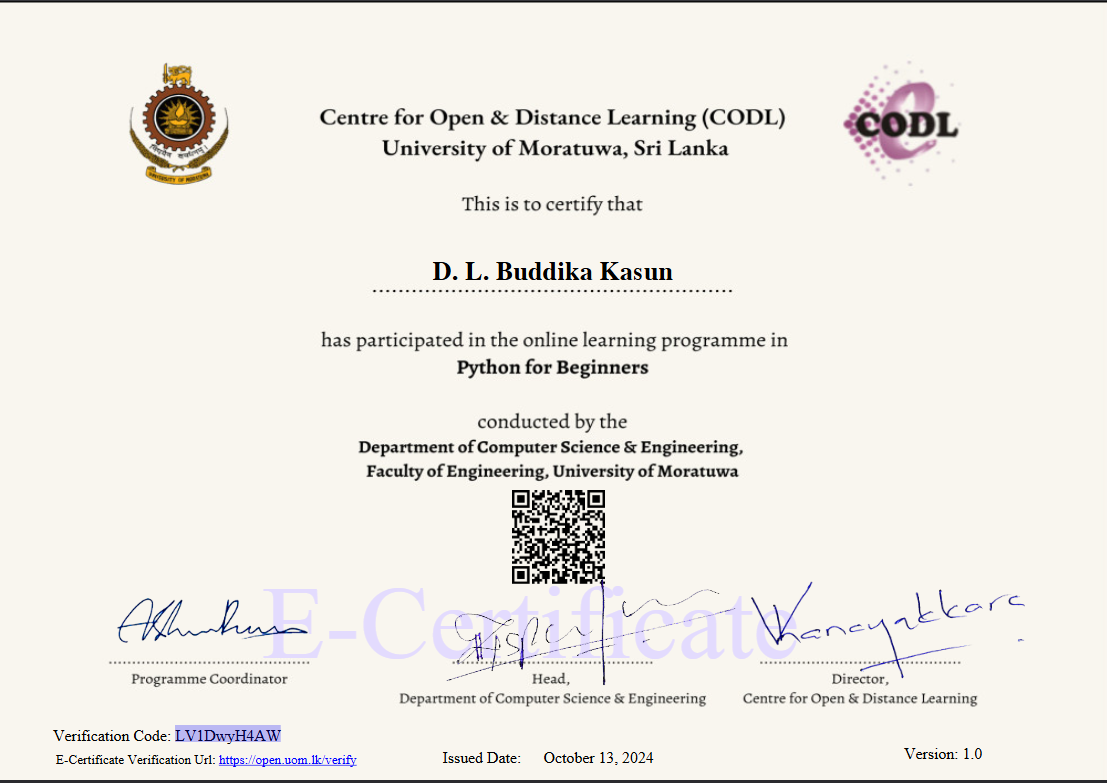 Centre for Open & Distance Learning (CODL)
University of Moratuwa, Sri Lanka
CODL
UNIVERSITY OF MORATUWA
This is to certify that
D. L. Buddika Kasun
has participated in the online learning programme in
Python for Beginners
conducted by the
Department of Computer Science & Engineering,
Faculty of Engineering, University of Moratuwa
E-Certificate
Programme Coordinator
Head,
Department of Computer Science & Engineering
Director,
Centre for Open & Distance Learning
Verification Code: LV1DwyH4AW
E-Certificate Verification Url: https://open.uom.lk/verify
Issued Date: October 13, 2024
Version: 1.0